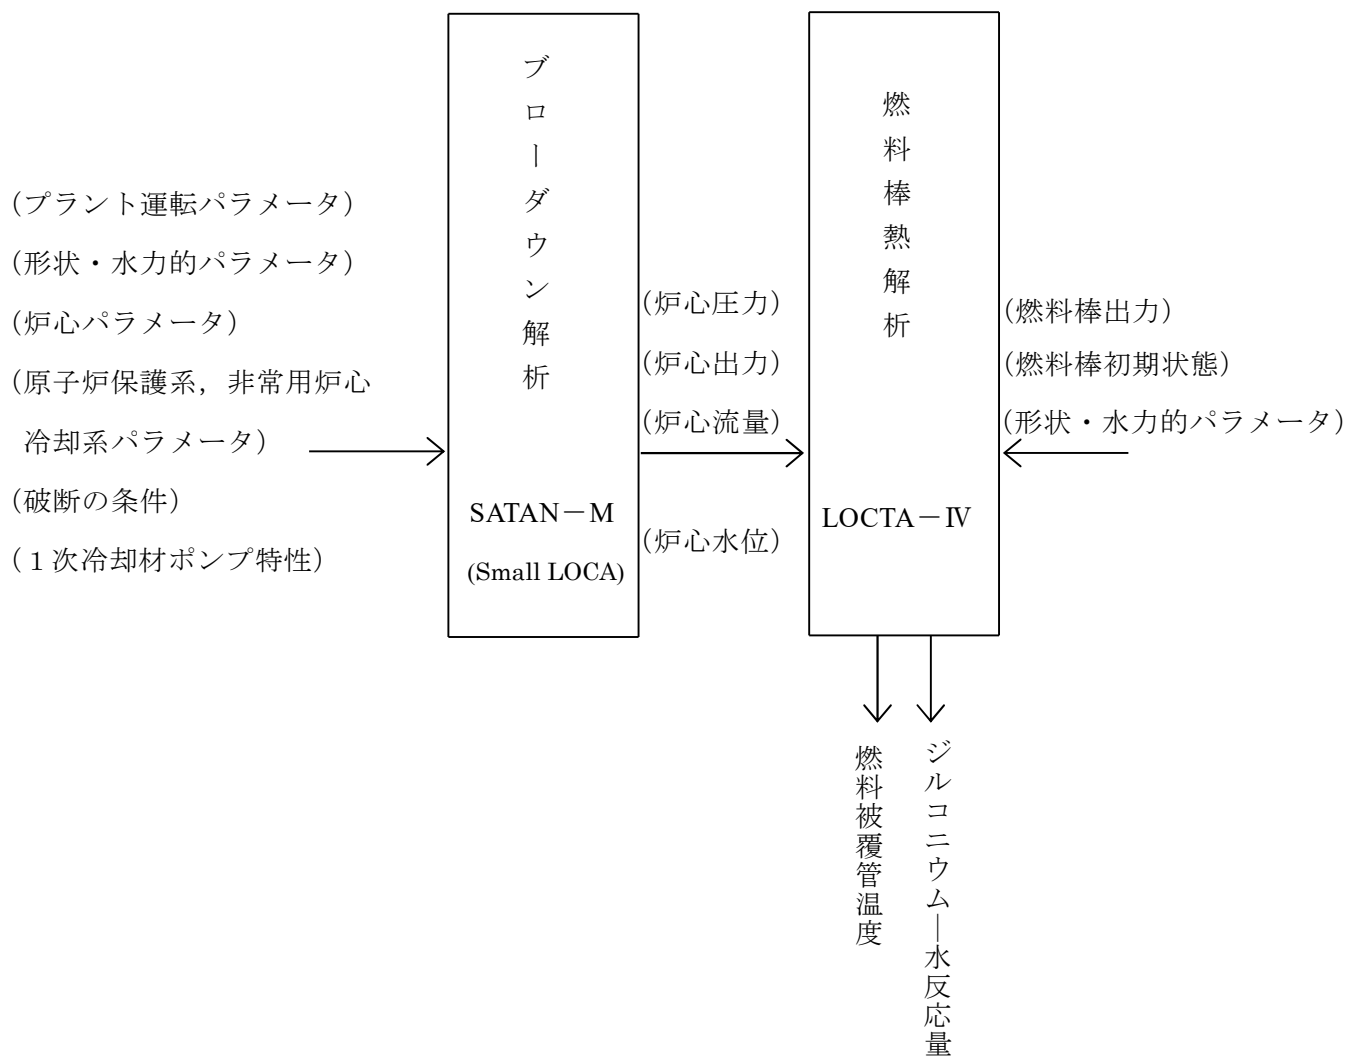 （プラント運転パラメータ）
（形状・水力的パラメータ）
（炉心パラメータ）
（原子炉保護系，非常用炉心
冷却系パラメータ）
（破断の条件）
（１次冷却材ポンプ特性）
ブローダウン解析
SATAN－M
(Small LOCA)
（炉心圧力）
（炉心出力）
（炉心流量）
（炉心水位）
燃料棒熱解析
LOCTA－Ⅳ
（燃料棒出力）
（燃料棒初期状態）
（形状・水力的パラメータ）
燃料被覆管温度
ジルコニウム―水反応量